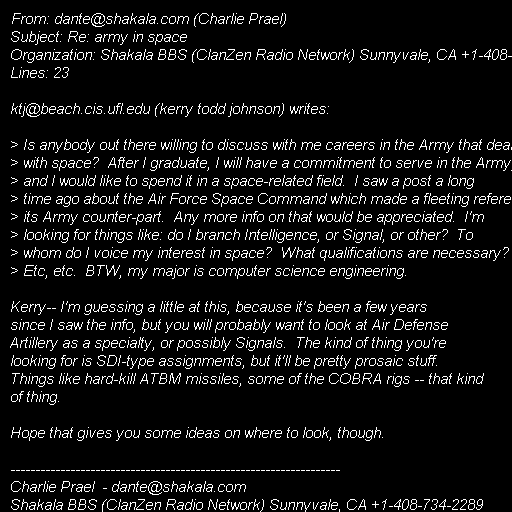 From: dante@shakala.com (Charlie Prael)
Subject: Re: army in space
Organization: Shakala BBS (ClanZen Radio Network) Sunnyvale, CA +1-408-
Lines: 23

ktj@beach.cis.ufl.edu (kerry todd johnson) writes:

> Is anybody out there willing to discuss with me careers in the Army that deal
> with space?  After I graduate, I will have a commitment to serve in the Army,
> and I would like to spend it in a space-related field.  I saw a post a long
> time ago about the Air Force Space Command which made a fleeting refere
> its Army counter-part.  Any more info on that would be appreciated.  I'm
> looking for things like: do I branch Intelligence, or Signal, or other?  To
> whom do I voice my interest in space?  What qualifications are necessary?
> Etc, etc.  BTW, my major is computer science engineering.

Kerry-- I'm guessing a little at this, because it's been a few years
since I saw the info, but you will probably want to look at Air Defense
Artillery as a specialty, or possibly Signals.  The kind of thing you're
looking for is SDI-type assignments, but it'll be pretty prosaic stuff.
Things like hard-kill ATBM missiles, some of the COBRA rigs -- that kind
of thing.

Hope that gives you some ideas on where to look, though.

------------------------------------------------------------------
Charlie Prael  - dante@shakala.com
Shakala BBS (ClanZen Radio Network) Sunnyvale, CA +1-408-734-2289